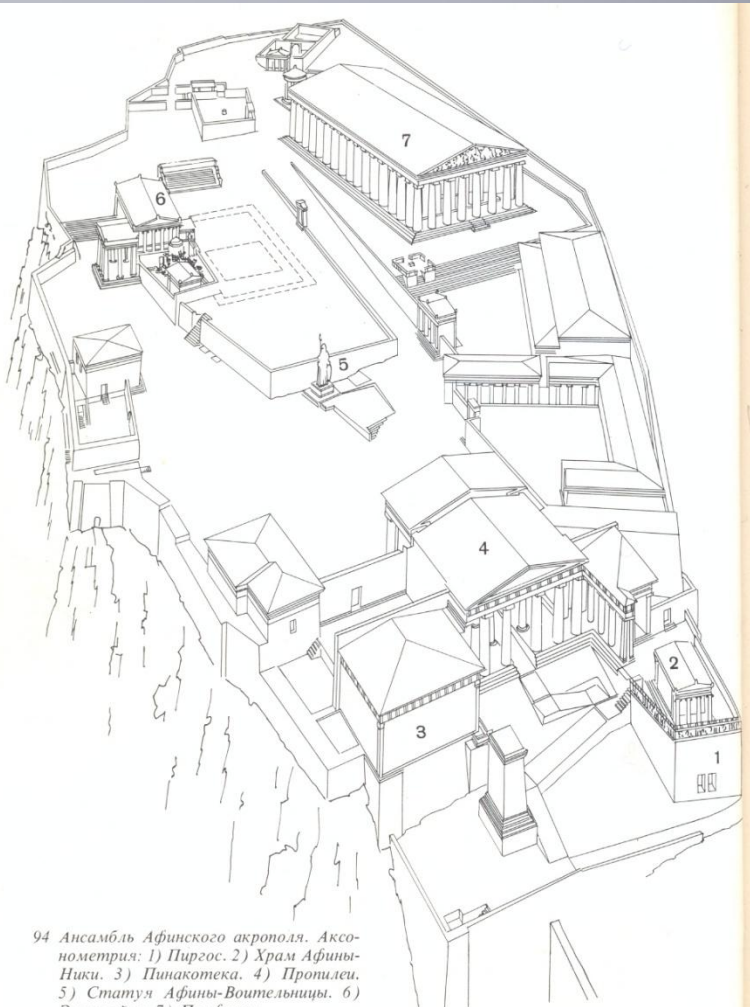 7
6
5
4
2
3
1
94 Ансамбль Афинского акрополя. Аксо-
нометрия: 1) Пиргос. 2) Храм Афины-
Ники. 3) Пинакотека. 4) Пропилеи.
5) Статуя Афины-Воительницы. 6)